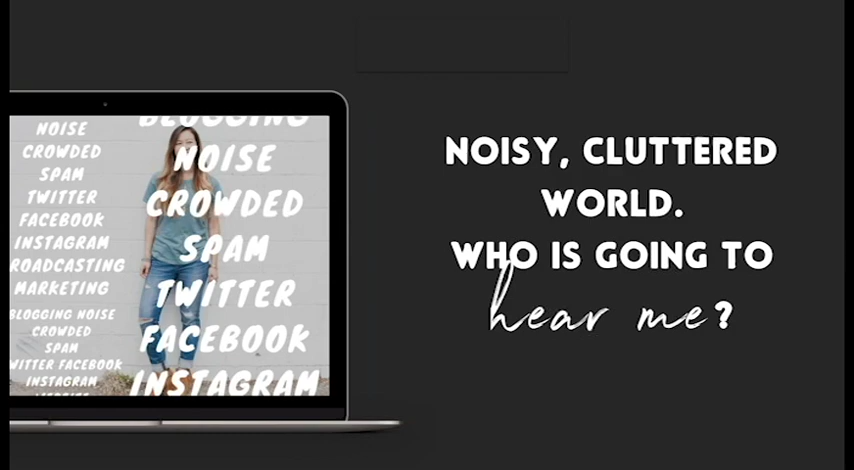 NOISE
CROWDED
SPAM
TWITTER
FACEBOOK
INSTAGRAM
ROADCASTING
MARKETING
BLOGGING NOISE
CROWDED
SPAM
WITTER FACEBOOK
INSTAGRAM
BLOGGING
NOISE
CROWDED
SPAM
TWITTER
FACEBOOK
INSTAGRAM
NOISY, CLUTTERED
WORLD.
WHO IS GOING TO
hear me?